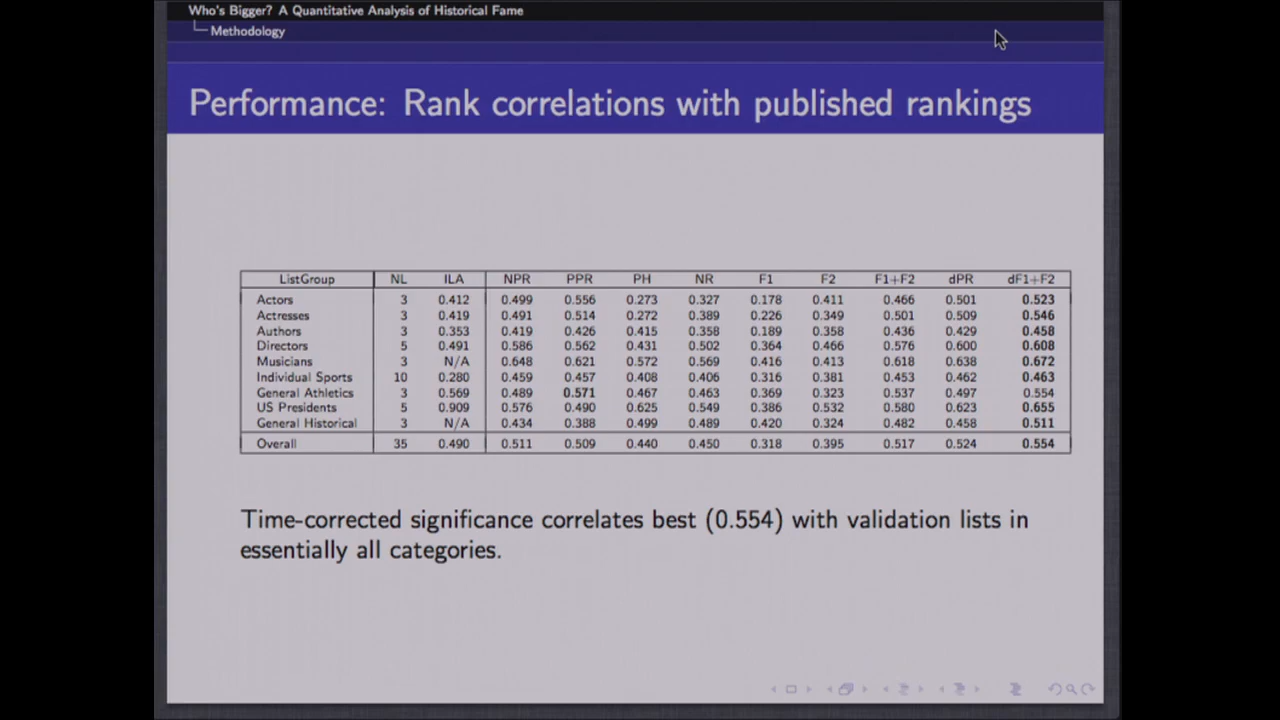 Who's Bigger? A Quantitative Analysis of Historical Fame
Methodology
Performance: Rank correlations with published rankings
ListGroup NL ILA NPR PPR PH NR F1 F2 F1+F2 dPR dF1+F2
Actors 3 0.412 0.499 0.556 0.273 0.327 0.178 0.411 0.466 0.501 0.523
Actresses 3 0.419 0.491 0.514 0.272 0.389 0.226 0.349 0.501 0.509 0.546
Authors 3 0.353 0.419 0.426 0.415 0.358 0.189 0.358 0.436 0.429 0.458
Directors 5 0.491 0.586 0.562 0.431 0.502 0.364 0.466 0.576 0.600 0.608
Musicians 3 N/A 0.648 0.621 0.572 0.569 0.416 0.413 0.618 0.638 0.672
Individual Sports 10 0.280 0.459 0.457 0.408 0.406 0.316 0.381 0.453 0.462 0.463
General Athletics 3 0.569 0.489 0.571 0.467 0.463 0.369 0.323 0.537 0.497 0.554
US Presidents 5 0.909 0.576 0.490 0.625 0.549 0.386 0.532 0.580 0.623 0.655
General Historical 3 N/A 0.434 0.388 0.499 0.489 0.420 0.324 0.482 0.458 0.511
Overall 35 0.490 0.511 0.509 0.440 0.450 0.318 0.395 0.517 0.524 0.554
Time-corrected significance correlates best (0.554) with validation lists in
essentially all categories.